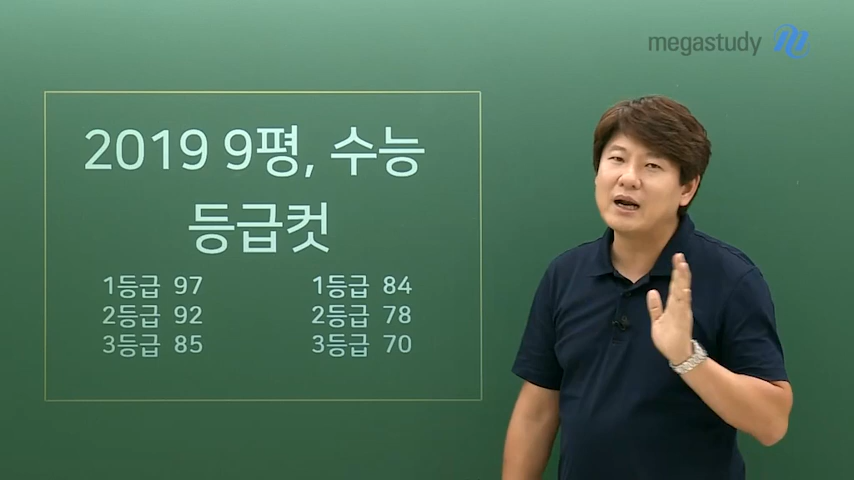 megastudy
2019 9평, 수능
등급컷
1등급 97 1등급 84
2등급 92 2등급 78
3등급 85 3등급 70